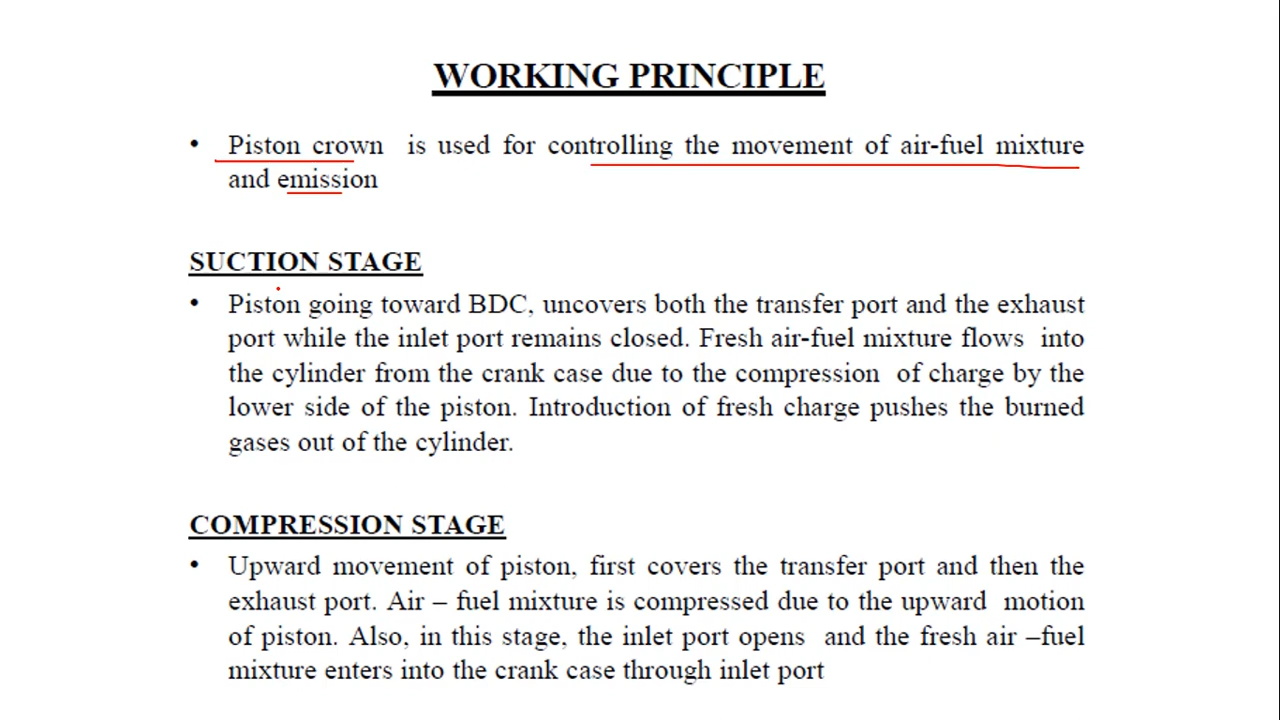 WORKING PRINCIPLE
• Piston crown is used for controlling the movement of air-fuel mixture
and emission
SUCTION STAGE
• Piston going toward BDC, uncovers both the transfer port and the exhaust
port while the inlet port remains closed. Fresh air-fuel mixture flows into
the cylinder from the crank case due to the compression of charge by the
lower side of the piston. Introduction of fresh charge pushes the burned
gases out of the cylinder.
COMPRESSION STAGE
• Upward movement of piston, first covers the transfer port and then the
exhaust port. Air – fuel mixture is compressed due to the upward motion
of piston. Also, in this stage, the inlet port opens and the fresh air –fuel
mixture enters into the crank case through inlet port